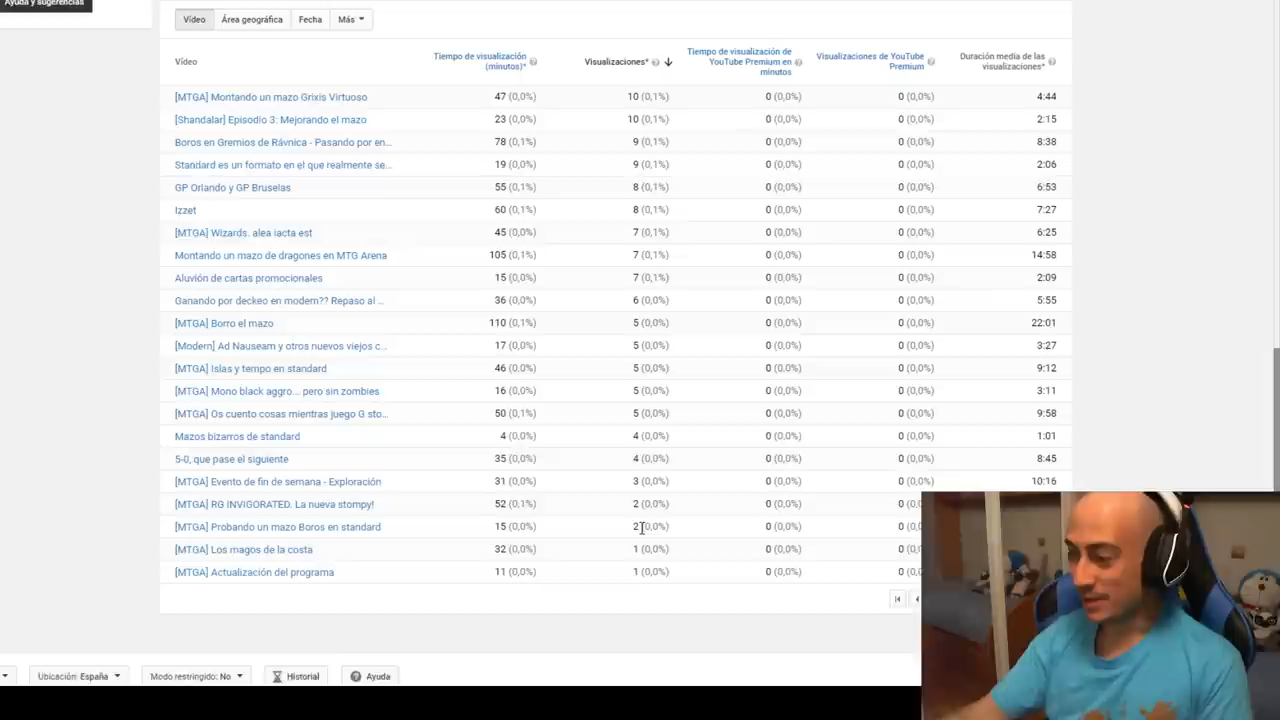 Ayuda y sugerencias
Vídeo Área geográfica Fecha Más
Vídeo
Tiempo de visualización
(minutos)*
Visualizaciones*
Tiempo de visualización de
YouTube Premium en
minutos
Visualizaciones de YouTube
Premium
Duración media de las
visualizaciones*
[MTGA] Montando un mazo Grixis Virtuoso 47 (0,0%) 10 (0,1%) 0 (0,0%) 0 (0,0%) 4:44
[Shandalar] Episodio 3: Mejorando el mazo 23 (0,0%) 10 (0,1%) 0 (0,0%) 0 (0,0%) 2:15
Boros en Gremios de Rávnica - Pasando por en... 78 (0,1%) 9 (0,1%) 0 (0,0%) 0 (0,0%) 8:38
Standard es un formato en el que realmente se... 19 (0,0%) 9 (0,1%) 0 (0,0%) 0 (0,0%) 2:06
GP Orlando y GP Bruselas 55 (0,1%) 8 (0,1%) 0 (0,0%) 0 (0,0%) 6:53
Izzet 60 (0,1%) 8 (0,1%) 0 (0,0%) 0 (0,0%) 7:27
[MTGA] Wizards. alea iacta est 45 (0,0%) 7 (0,1%) 0 (0,0%) 0 (0,0%) 6:25
Montando un mazo de dragones en MTG Arena 105 (0,1%) 7 (0,1%) 0 (0,0%) 0 (0,0%) 14:58
Aluvión de cartas promocionales 15 (0,0%) 7 (0,1%) 0 (0,0%) 0 (0,0%) 2:09
Ganando por deckeo en modern?? Repaso al ... 36 (0,0%) 6 (0,0%) 0 (0,0%) 0 (0,0%) 5:55
[MTGA] Borro el mazo 110 (0,1%) 5 (0,0%) 0 (0,0%) 0 (0,0%) 22:01
[Modern] Ad Nauseam y otros nuevos viejos c... 17 (0,0%) 5 (0,0%) 0 (0,0%) 0 (0,0%) 3:27
[MTGA] Islas y tempo en standard 46 (0,0%) 5 (0,0%) 0 (0,0%) 0 (0,0%) 9:12
[MTGA] Mono black aggro... pero sin zombies 16 (0,0%) 5 (0,0%) 0 (0,0%) 0 (0,0%) 3:11
[MTGA] Os cuento cosas mientras juego G sto... 50 (0,1%) 5 (0,0%) 0 (0,0%) 0 (0,0%) 9:58
Mazos bizarros de standard 4 (0,0%) 4 (0,0%) 0 (0,0%) 0 (0,0%) 1:01
5-0, que pase el siguiente 35 (0,0%) 4 (0,0%) 0 (0,0%) 0 (0,0%) 8:45
[MTGA] Evento de fin de semana - Exploración 31 (0,0%) 3 (0,0%) 0 (0,0%) 0 (0,0%) 10:16
[MTGA] RG INVIGORATED. La nueva stompy! 52 (0,1%) 2 (0,0%) 0 (0,0%) 0 (0,0
[MTGA] Probando un mazo Boros en standard 15 (0,0%) 2 (0,0%) 0 (0,0%) 0 (0,0
[MTGA] Los magos de la costa 32 (0,0%) 1 (0,0%) 0 (0,0%) 0 (0,0
[MTGA] Actualización del programa 11 (0,0%) 1 (0,0%) 0 (0,0%) 0 (0,0
Ubicación: España Modo restringido: No Historial Ayuda